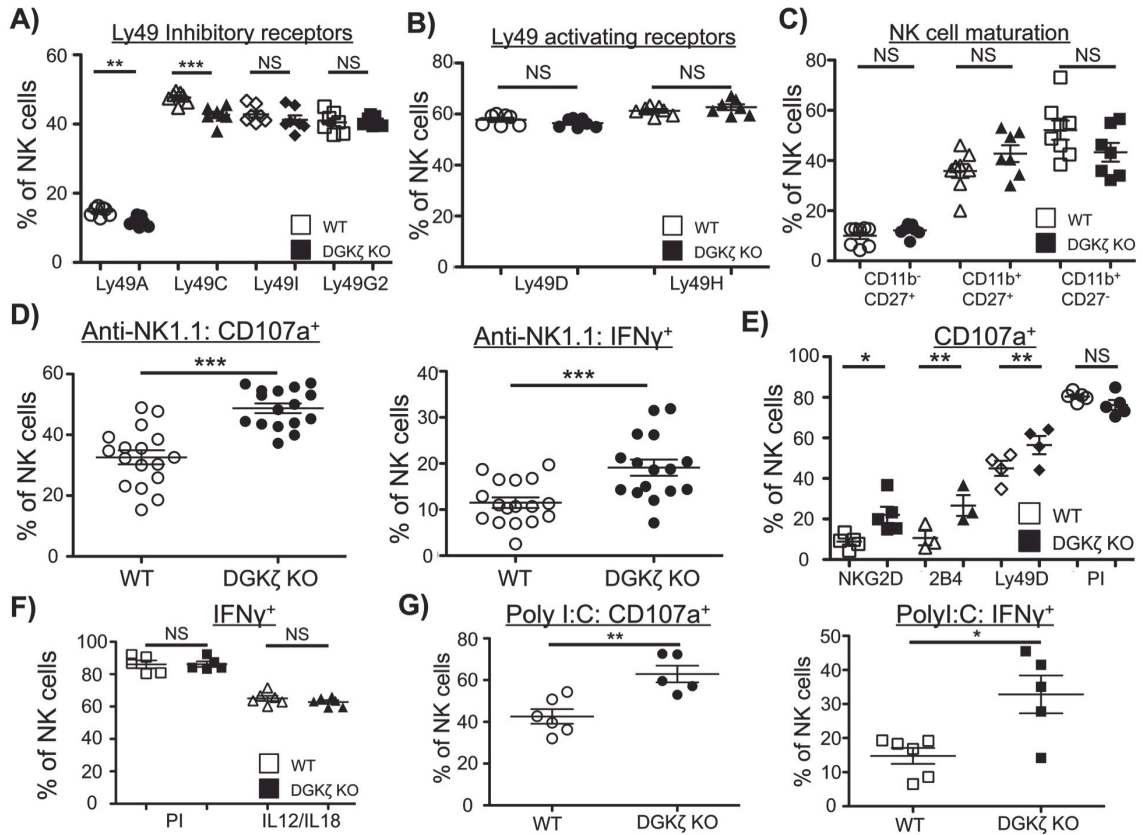 A)
Ly49 Inhibitory receptors
% of NK cells
60
40
20
0
**
***
NS
NS
WT
DGKζ KO
Ly49A
Ly49C
Ly49I
Ly49G2
B)
Ly49 activating receptors
% of NK cells
80
60
40
20
0
NS
NS
WT
DGKζ KO
Ly49D
Ly49H
C)
NK cell maturation
% of NK cells
80
60
40
20
0
NS
NS
NS
WT
DGKζ KO
CD11b-
CD27+
CD11b+
CD27+
CD11b+
CD27-
D)
Anti-NK1.1: CD107a+
% of NK cells
60
40
20
0
***
WT
DGKζ KO
Anti-NK1.1: IFNγ+
% of NK cells
40
30
20
10
0
***
WT
DGKζ KO
E)
CD107a+
% of NK cells
100
80
60
40
20
0
*
**
**
NS
WT
DGKζ KO
NKG2D
2B4
Ly49D
PI
F)
IFNγ+
% of NK cells
100
80
60
40
20
0
NS
NS
WT
DGKζ KO
PI
IL12/IL18
G)
Poly I:C: CD107a+
% of NK cells
80
60
40
20
0
**
WT
DGKζ KO
PolyI:C: IFNγ+
% of NK cells
50
40
30
20
10
0
*
WT
DGKζ KO